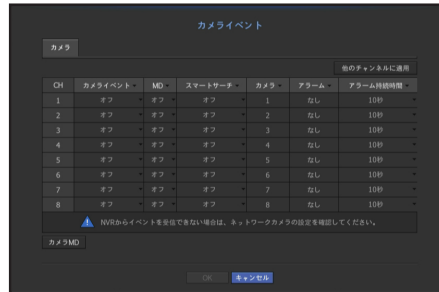 カメライベント
カメラ
他のチャンネルに適用
CH カメライベント MD スマートサーチ カメラ アラーム アラーム持続時間
1 オフ オフ オフ 1 なし 10秒
2 オフ オフ オフ 2 なし 10秒
3 オフ オフ オフ 3 なし 10秒
4 オフ オフ オフ 4 なし 10秒
5 オフ オフ オフ 5 なし 10秒
6 オフ オフ オフ 6 なし 10秒
7 オフ オフ オフ 7 なし 10秒
8 オフ オフ オフ 8 なし 10秒
NVRからイベントを受信できない場合は、ネットワークカメラの設定を確認してください。
カメラMD
OK キャンセル